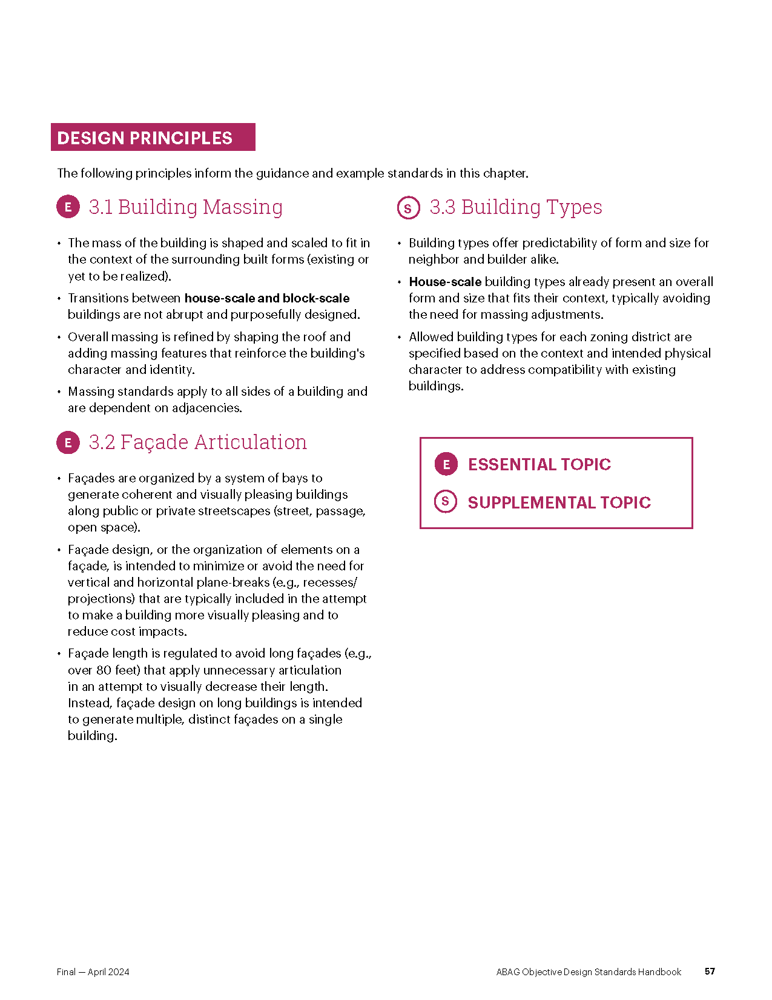 DESIGN PRINCIPLES
The following principles inform the guidance and example standards in this chapter.
E 3.1 Building Massing
• The mass of the building is shaped and scaled to fit in
the context of the surrounding built forms (existing or
yet to be realized).
• Transitions between house-scale and block-scale
buildings are not abrupt and purposefully designed.
• Overall massing is refined by shaping the roof and
adding massing features that reinforce the building's
character and identity.
• Massing standards apply to all sides of a building and
are dependent on adjacencies.
E 3.2 Façade Articulation
• Façades are organized by a system of bays to
generate coherent and visually pleasing buildings
along public or private streetscapes (street, passage,
open space).
• Façade design, or the organization of elements on a
façade, is intended to minimize or avoid the need for
vertical and horizontal plane-breaks (e.g., recesses/
projections) that are typically included in the attempt
to make a building more visually pleasing and to
reduce cost impacts.
• Façade length is regulated to avoid long façades (e.g.,
over 80 feet) that apply unnecessary articulation
in an attempt to visually decrease their length.
Instead, façade design on long buildings is intended
to generate multiple, distinct façades on a single
building.
S 3.3 Building Types
• Building types offer predictability of form and size for
neighbor and builder alike.
• House-scale building types already present an overall
form and size that fits their context, typically avoiding
the need for massing adjustments.
• Allowed building types for each zoning district are
specified based on the context and intended physical
character to address compatibility with existing
buildings.
E ESSENTIAL TOPIC
S SUPPLEMENTAL TOPIC
Final — April 2024
ABAG Objective Design Standards Handbook 57